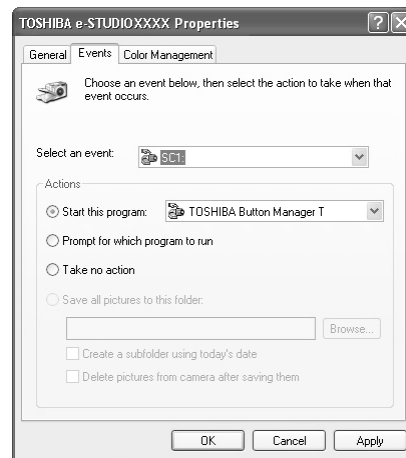 TOSHIBA e-STUDIOXXXX Properties
General Events Color Management
Choose an event below, then select the action to take when that
event occurs.
Select an event: SC1:
Actions
Start this program: TOSHIBA Button Manager T
Prompt for which program to run
Take no action
Save all pictures to this folder:
Browse...
Create a subfolder using today's date
Delete pictures from camera after saving them
OK Cancel Apply